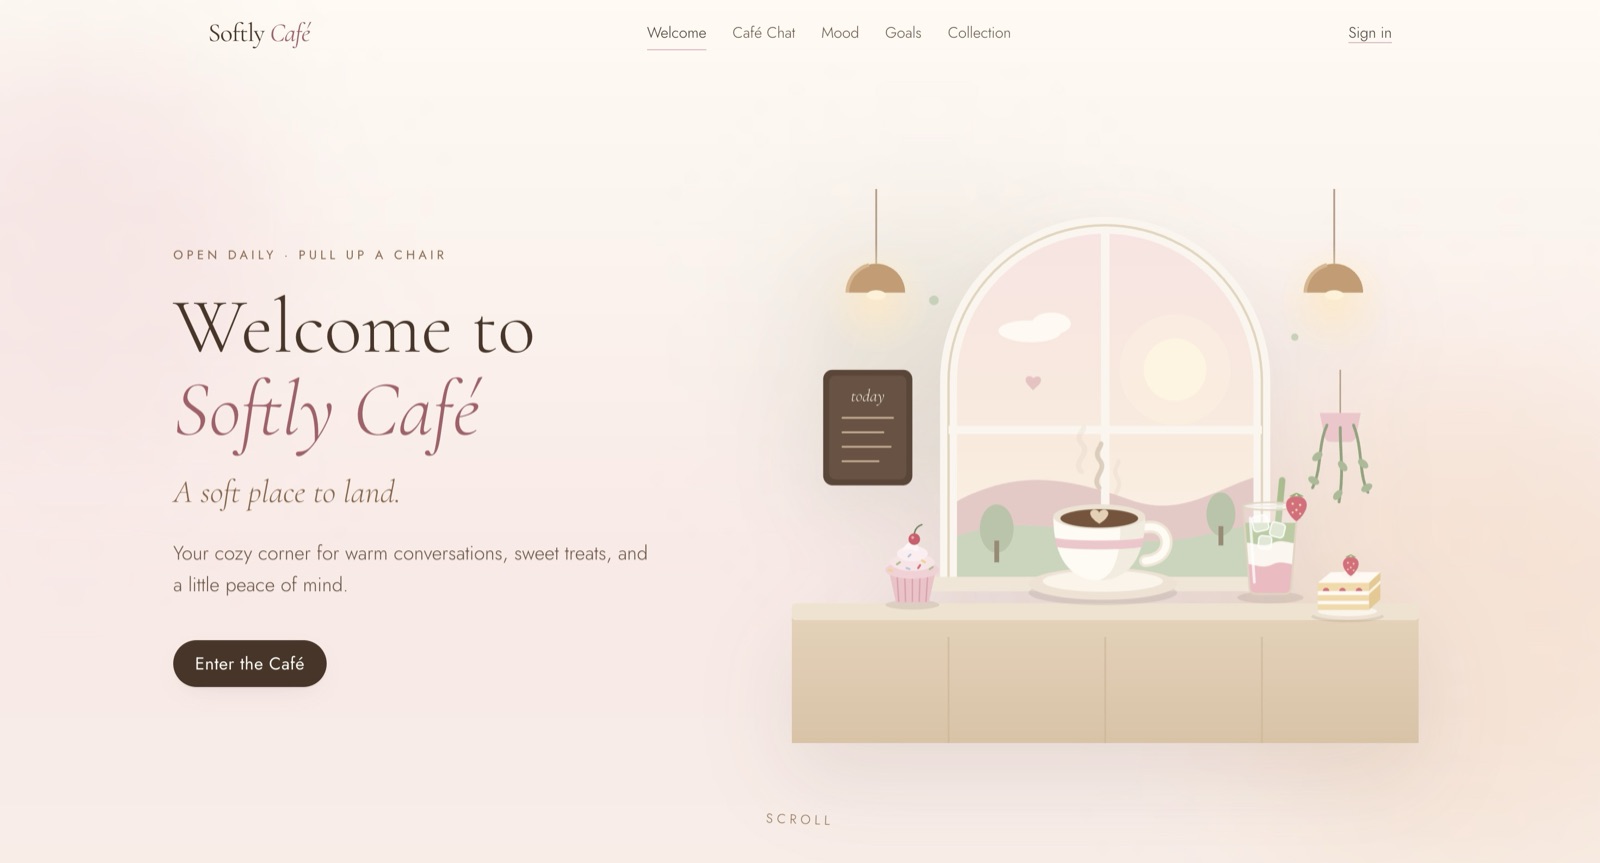 Softly Café
Welcome
Café Chat
Mood
Goals
Collection
Sign in
OPEN DAILY · PULL UP A CHAIR
Welcome to
Softly Café
A soft place to land.
Your cozy corner for warm conversations, sweet treats, and
a little peace of mind.
Enter the Café
today
SCROLL